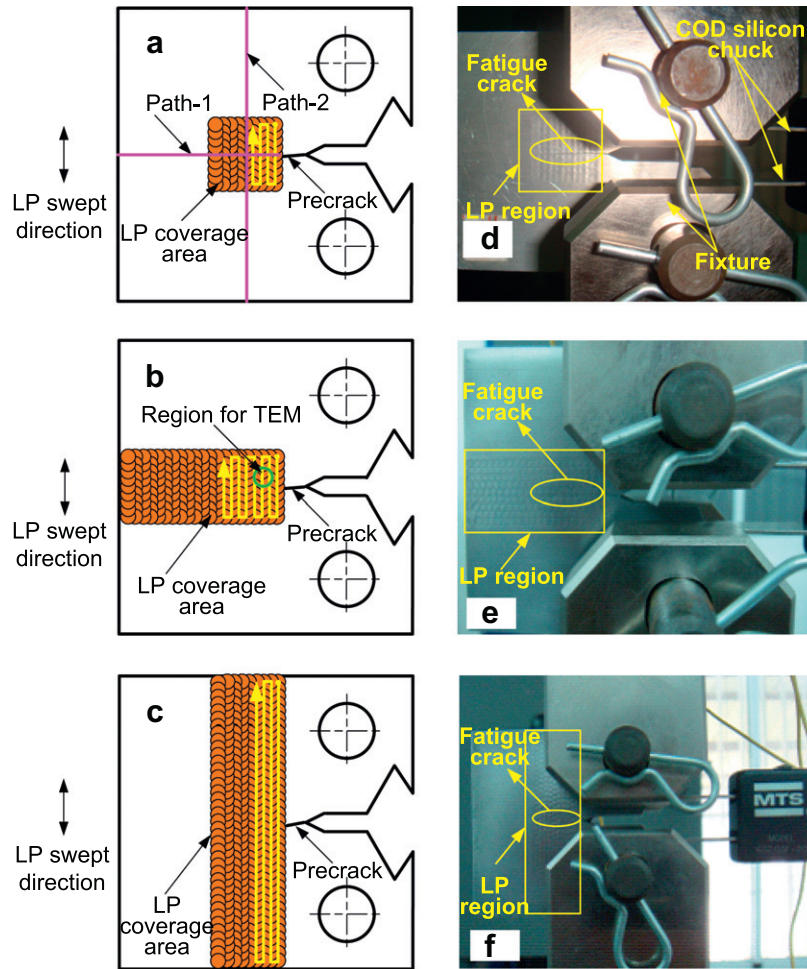 a
Path-1
Path-2
LP swept
direction
LP coverage
area
Precrack
COD silicon
chuck
Fatigue
crack
LP region
d
Fixture
b
Region for TEM
LP swept
direction
LP coverage
area
Precrack
Fatigue
crack
LP region
e
c
LP swept
direction
LP
coverage
area
Precrack
Fatigue
crack
LP
region
MTS
MODEL
f